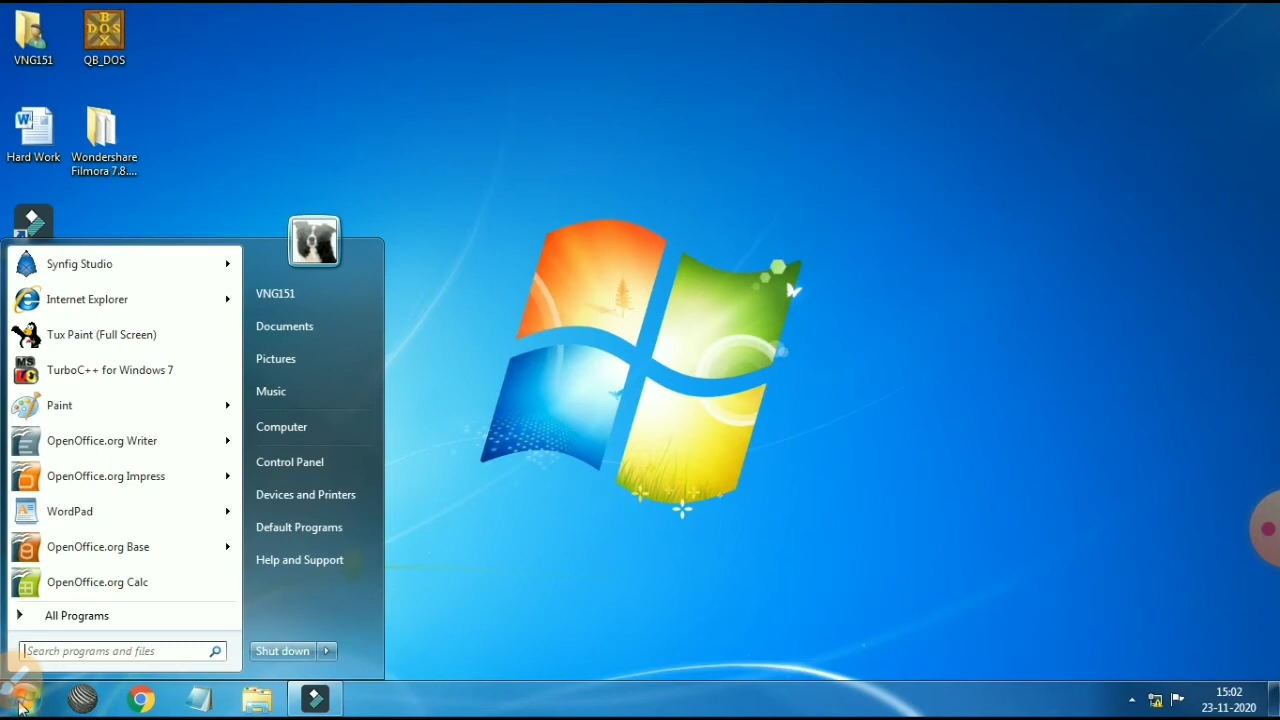 VNG151
QB_DOS
B
DOS
X
Hard Work
Wondershare
Filmora 7.8....
Synfig Studio
Internet Explorer
Tux Paint (Full Screen)
MS
TurboC++ for Windows 7
Paint
OpenOffice.org Writer
OpenOffice.org Impress
WordPad
OpenOffice.org Base
OpenOffice.org Calc
All Programs
Search programs and files
VNG151
Documents
Pictures
Music
Computer
Control Panel
Devices and Printers
Default Programs
Help and Support
Shut down
15:02
23-11-2020